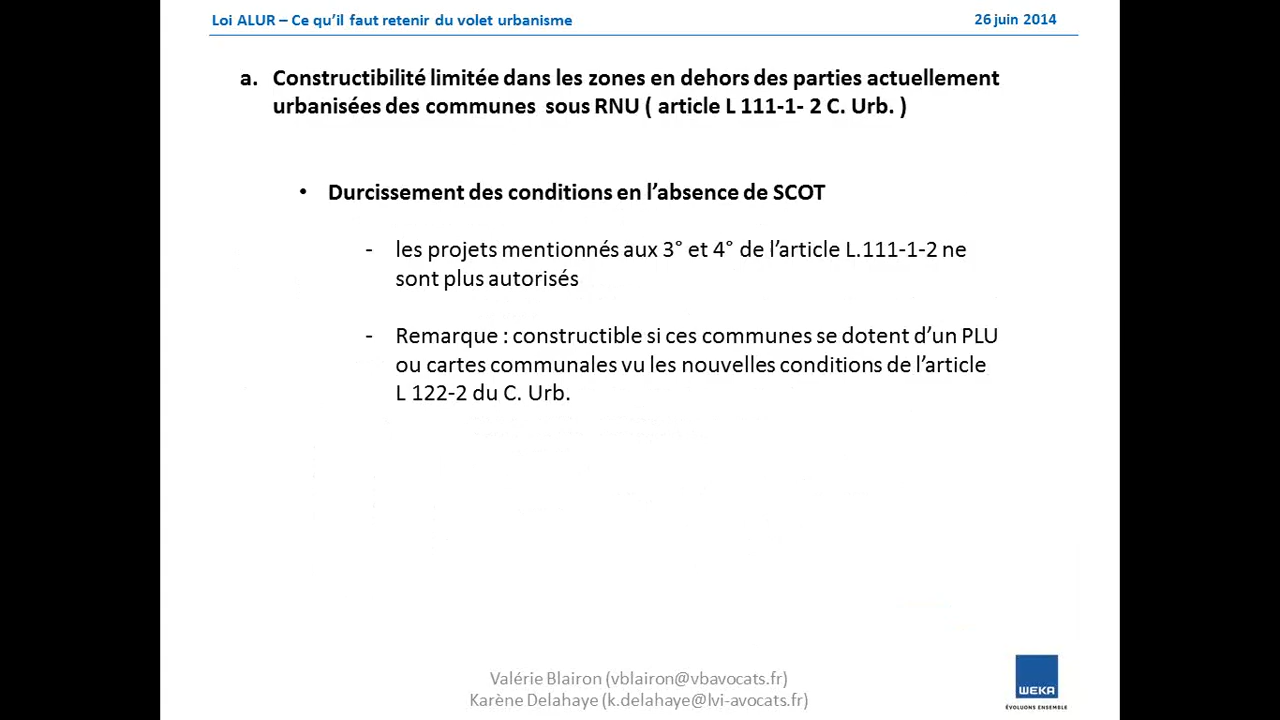 Loi ALUR – Ce qu’il faut retenir du volet urbanisme
26 juin 2014
a. Constructibilité limitée dans les zones en dehors des parties actuellement
urbanisées des communes sous RNU ( article L 111-1- 2 C. Urb. )
• Durcissement des conditions en l’absence de SCOT
- les projets mentionnés aux 3° et 4° de l’article L.111-1-2 ne
sont plus autorisés
- Remarque : constructible si ces communes se dotent d’un PLU
ou cartes communales vu les nouvelles conditions de l’article
L 122-2 du C. Urb.
Valérie Blairon (vblairon@vbavocats.fr)
Karène Delahaye (k.delahaye@lvi-avocats.fr)
WEKA
ÉVOLUONS ENSEMBLE